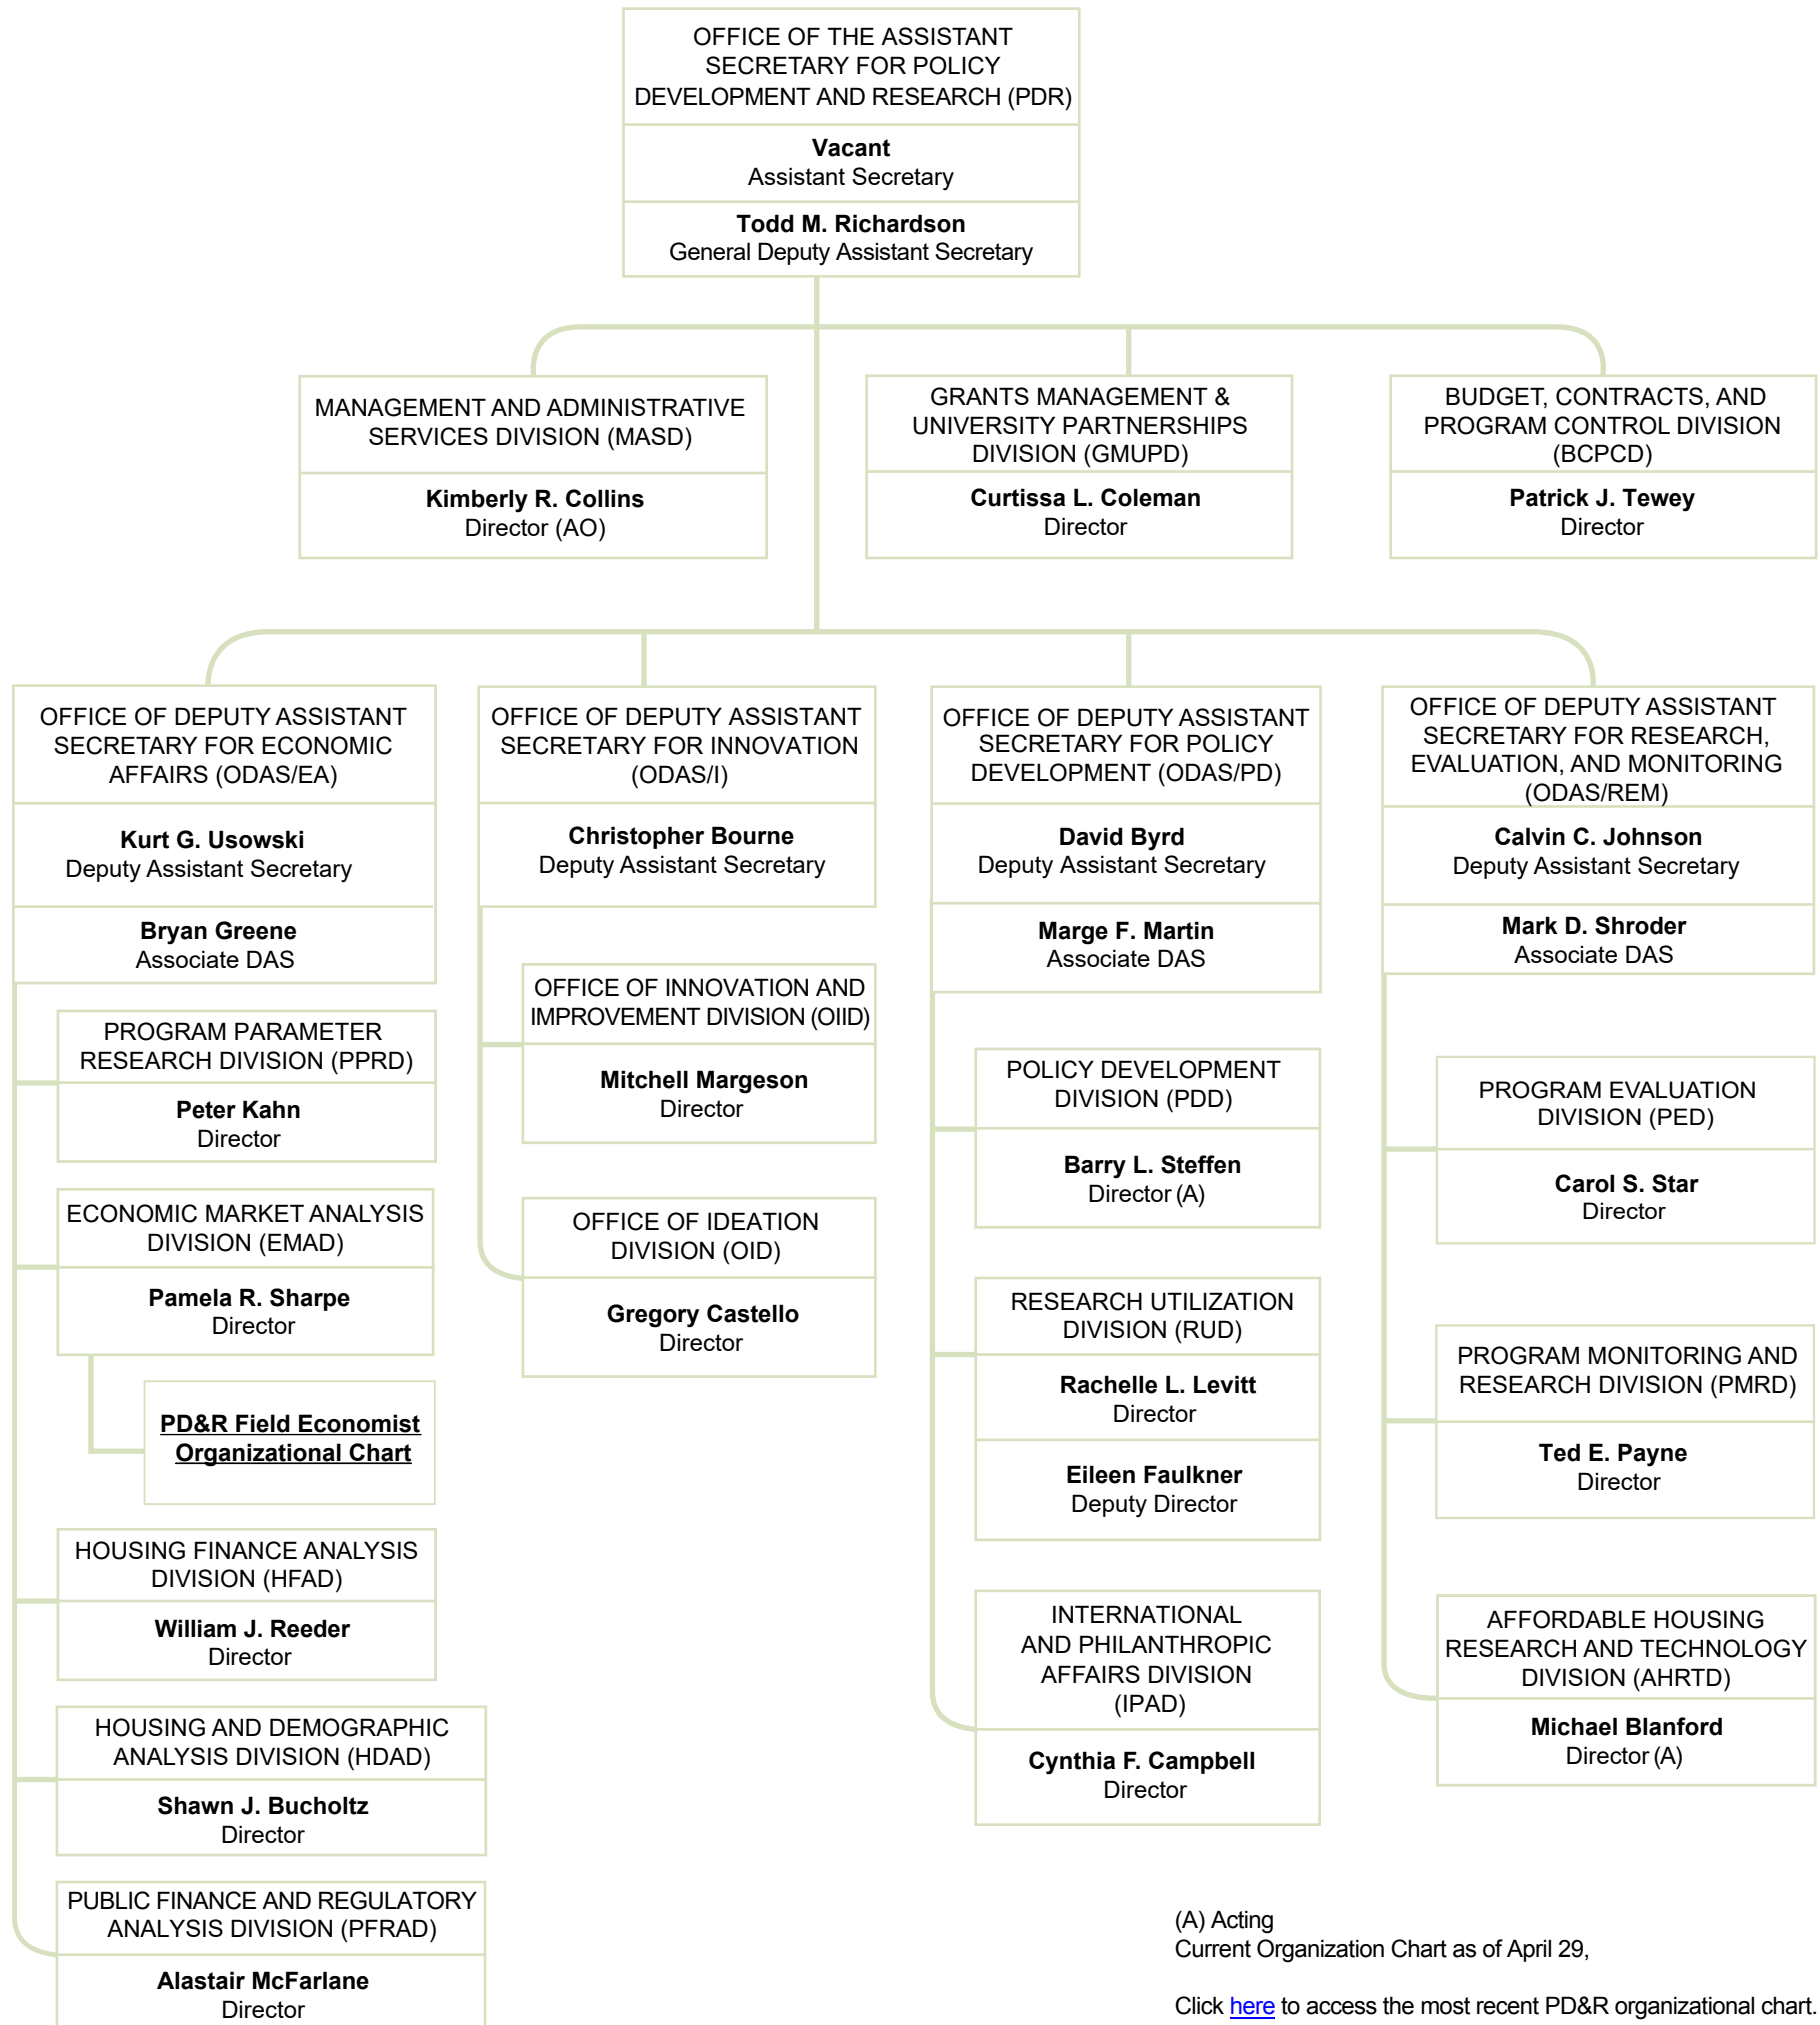 OFFICE OF THE ASSISTANT
SECRETARY FOR POLICY
DEVELOPMENT AND RESEARCH (PDR)
Vacant
Assistant Secretary
Todd M. Richardson
General Deputy Assistant Secretary
MANAGEMENT AND ADMINISTRATIVE
SERVICES DIVISION (MASD)
Kimberly R. Collins
Director (AO)
GRANTS MANAGEMENT &
UNIVERSITY PARTNERSHIPS
DIVISION (GMUPD)
Curtissa L. Coleman
Director
BUDGET, CONTRACTS, AND
PROGRAM CONTROL DIVISION
(BCPCD)
Patrick J. Tewey
Director
OFFICE OF DEPUTY ASSISTANT
SECRETARY FOR ECONOMIC
AFFAIRS (ODAS/EA)
Kurt G. Usowski
Deputy Assistant Secretary
Bryan Greene
Associate DAS
PROGRAM PARAMETER
RESEARCH DIVISION (PPRD)
Peter Kahn
Director
ECONOMIC MARKET ANALYSIS
DIVISION (EMAD)
Pamela R. Sharpe
Director
PD&R Field Economist
Organizational Chart
HOUSING FINANCE ANALYSIS
DIVISION (HFAD)
William J. Reeder
Director
HOUSING AND DEMOGRAPHIC
ANALYSIS DIVISION (HDAD)
Shawn J. Bucholtz
Director
PUBLIC FINANCE AND REGULATORY
ANALYSIS DIVISION (PFRAD)
Alastair McFarlane
Director
OFFICE OF DEPUTY ASSISTANT
SECRETARY FOR INNOVATION
(ODAS/I)
Christopher Bourne
Deputy Assistant Secretary
OFFICE OF INNOVATION AND
IMPROVEMENT DIVISION (OIID)
Mitchell Margeson
Director
OFFICE OF IDEATION
DIVISION (OID)
Gregory Castello
Director
OFFICE OF DEPUTY ASSISTANT
SECRETARY FOR POLICY
DEVELOPMENT (ODAS/PD)
David Byrd
Deputy Assistant Secretary
Marge F. Martin
Associate DAS
POLICY DEVELOPMENT
DIVISION (PDD)
Barry L. Steffen
Director (A)
RESEARCH UTILIZATION
DIVISION (RUD)
Rachelle L. Levitt
Director
Eileen Faulkner
Deputy Director
INTERNATIONAL
AND PHILANTHROPIC
AFFAIRS DIVISION
(IPAD)
Cynthia F. Campbell
Director
OFFICE OF DEPUTY ASSISTANT
SECRETARY FOR RESEARCH,
EVALUATION, AND MONITORING
(ODAS/REM)
Calvin C. Johnson
Deputy Assistant Secretary
Mark D. Shroder
Associate DAS
PROGRAM EVALUATION
DIVISION (PED)
Carol S. Star
Director
PROGRAM MONITORING AND
RESEARCH DIVISION (PMRD)
Ted E. Payne
Director
AFFORDABLE HOUSING
RESEARCH AND TECHNOLOGY
DIVISION (AHRTD)
Michael Blanford
Director (A)
(A) Acting
Current Organization Chart as of April 29,
Click here to access the most recent PD&R organizational chart.